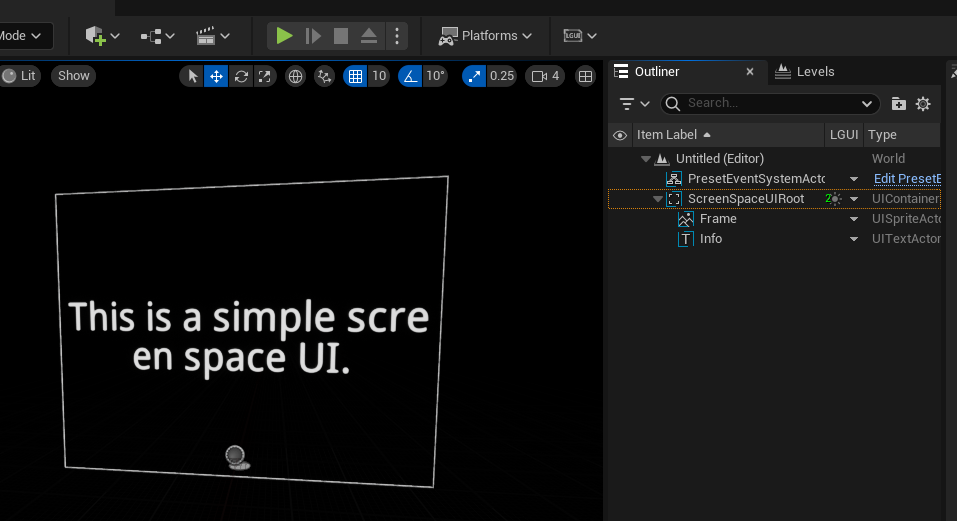 Mode
Platforms
LGUI
Lit
Show
10
10°
0.25
4
Outliner
Levels
Search...
Item Label
LGUI
Type
Untitled (Editor)
World
PresetEventSystemActo
Edit PresetE
ScreenSpaceUIRoot
2
UIContainer
Frame
UISpriteActo
Info
UITextActor
This is a simple scre
en space UI.